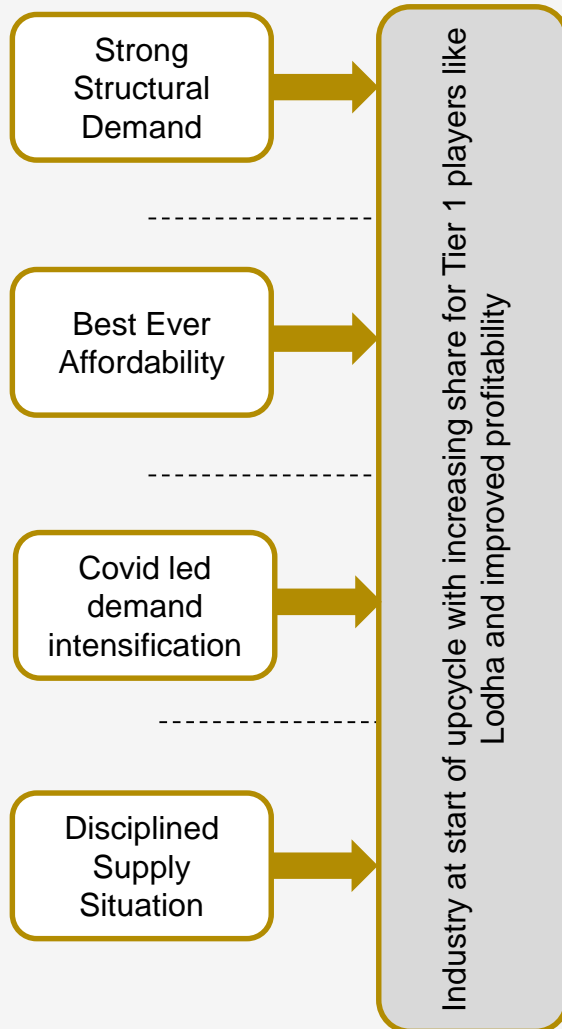 Strong
Structural
Demand
Best Ever
Affordability
Covid led
demand
intensification
Disciplined
Supply
Situation
Industry at start of upcycle with increasing share for Tier 1 players like
Lodha and improved profitability